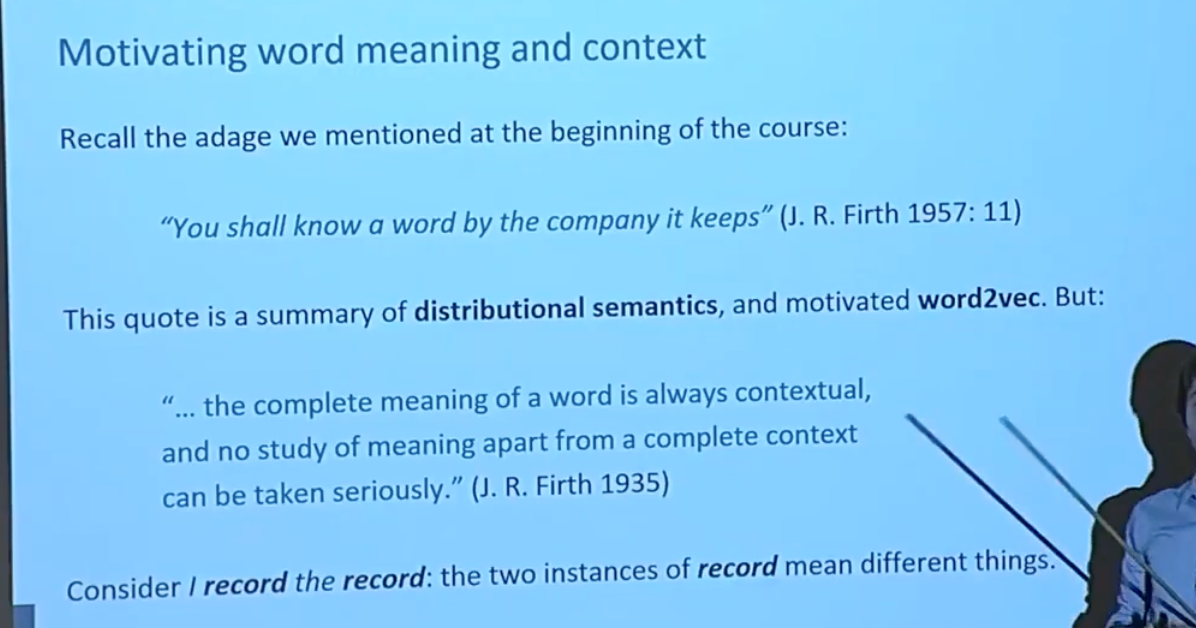 Motivating word meaning and context
Recall the adage we mentioned at the beginning of the course:
“You shall know a word by the company it keeps” (J. R. Firth 1957: 11)
This quote is a summary of distributional semantics, and motivated word2vec. But:
“... the complete meaning of a word is always contextual,
and no study of meaning apart from a complete context
can be taken seriously.” (J. R. Firth 1935)
Consider I record the record: the two instances of record mean different things.